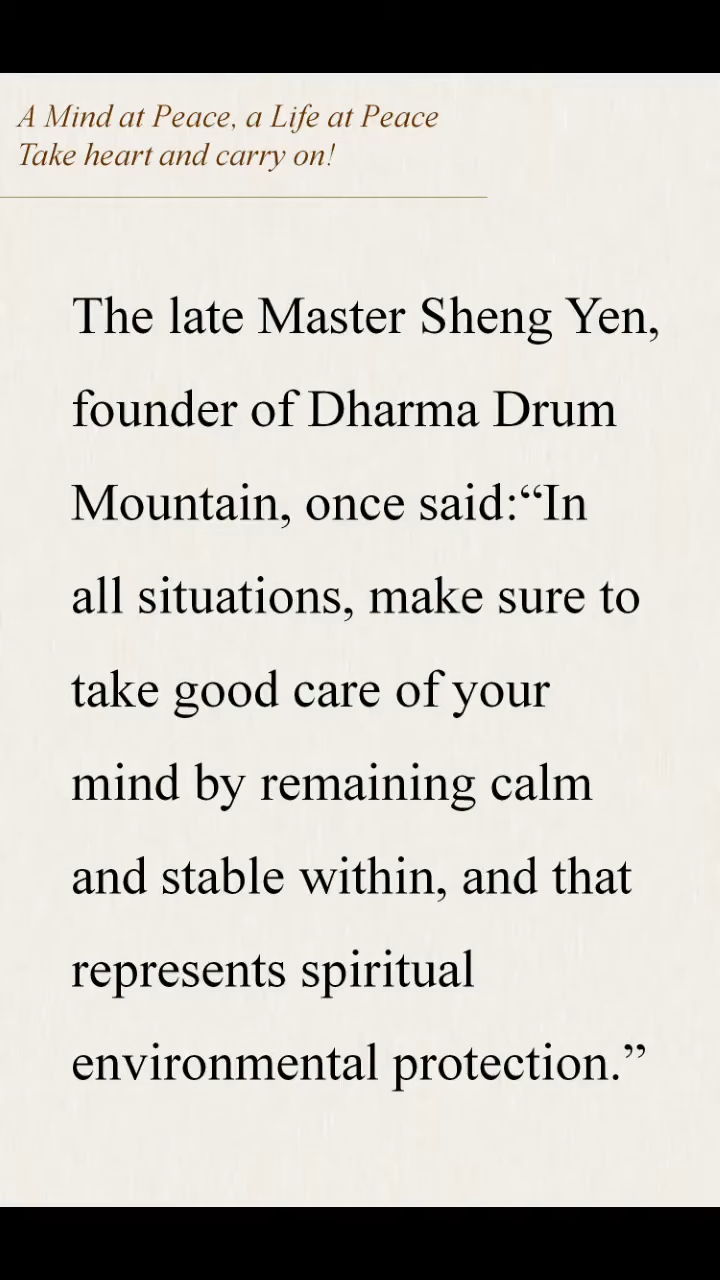 A Mind at Peace, a Life at Peace
Take heart and carry on!
The late Master Sheng Yen,
founder of Dharma Drum
Mountain, once said:“In
all situations, make sure to
take good care of your
mind by remaining calm
and stable within, and that
represents spiritual
environmental protection.”